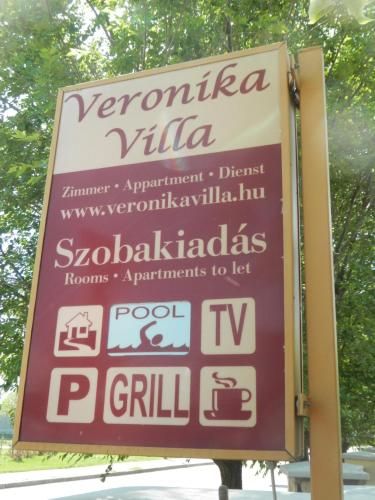 Veronika
Villa
Zimmer • Appartment • Dienst
www.veronikavilla.hu
Szobakiadás
Rooms • Apartments to let
POOL TV
P GRILL